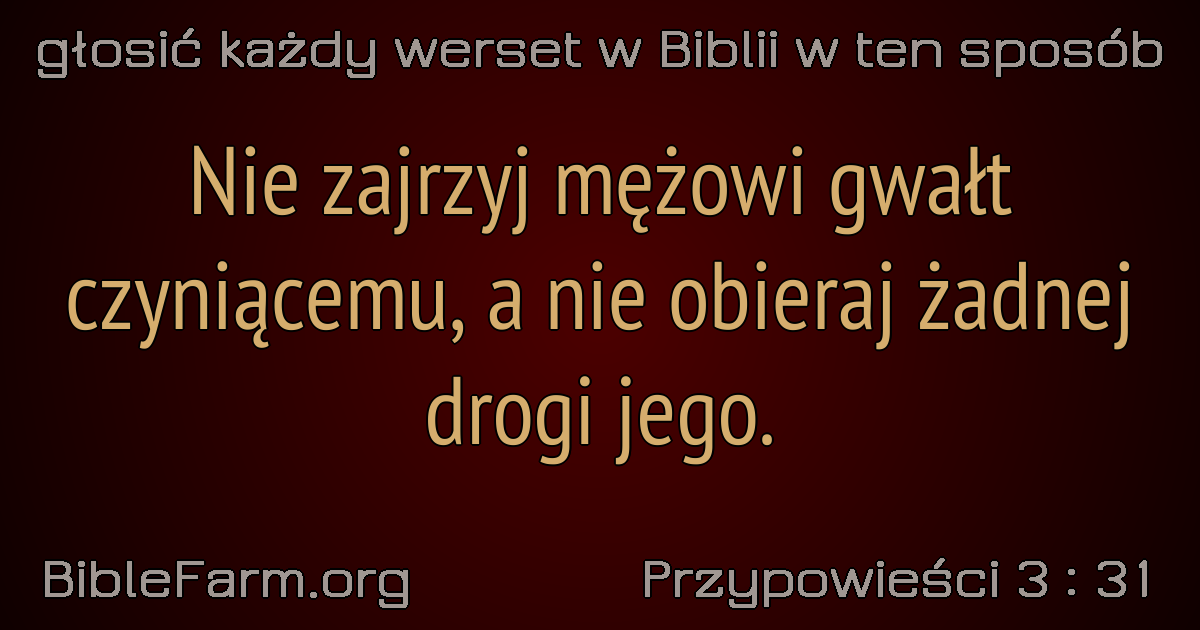 głosić każdy werset w Biblii w ten sposób
Nie zajrzyj mężowi gwałt
czyniącemu, a nie obieraj żadnej
drogi jego.
BibleFarm.org
Przypowieści 3 : 31